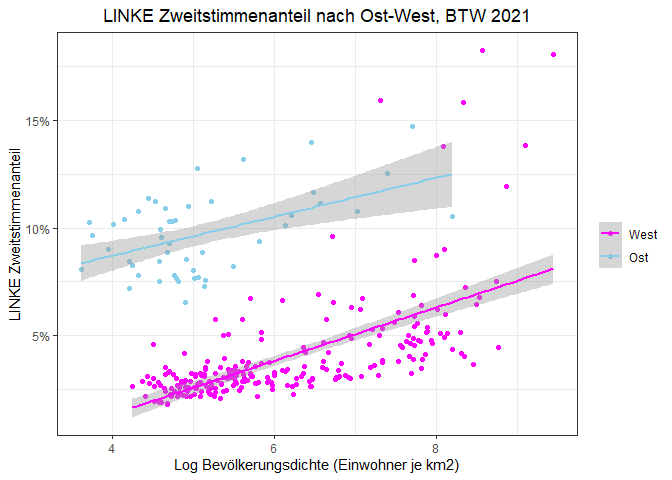 LINKE Zweitstimmenanteil nach Ost-West, BTW 2021
LINKE Zweitstimmenanteil
15%
10%
5%
West
Ost
4 6 8
Log Bevölkerungsdichte (Einwohner je km2)